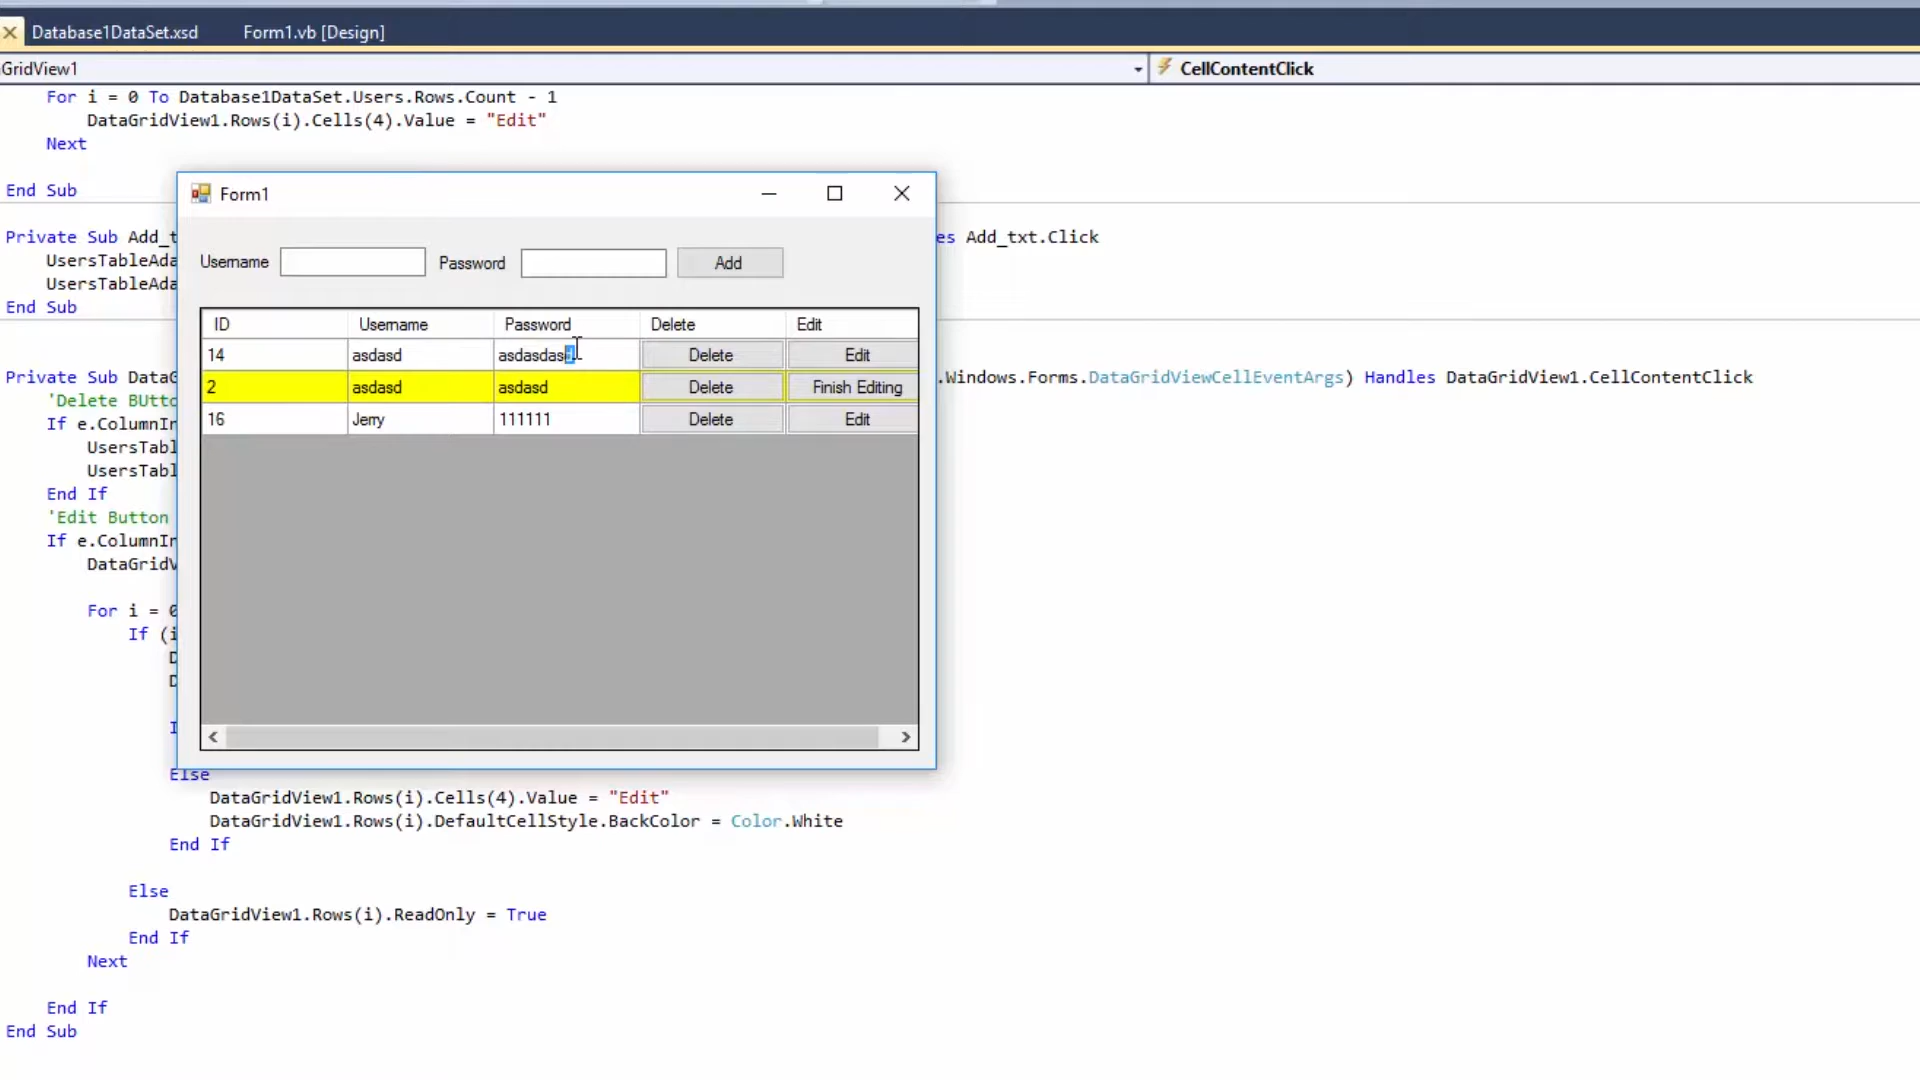 Database1DataSet.xsd Form1.vb [Design]
GridView1 CellContentClick
For i = 0 To Database1DataSet.Users.Rows.Count - 1
DataGridView1.Rows(i).Cells(4).Value = "Edit"
Next
End Sub
Form1
Private Sub Add_t es Add_txt.Click
UsersTableAda
Username Password Add
UsersTableAda
End Sub
ID Username Password Delete Edit
14 asdasd asdasdasd Delete Edit
Private Sub DataG .Windows.Forms.DataGridViewCellEventArgs) Handles DataGridView1.CellContentClick
2 asdasd asdasd Delete Finish Editing
'Delete BUtto
16 Jerry 111111 Delete Edit
If e.ColumnIn
UsersTabl
UsersTabl
End If
'Edit Button
If e.ColumnIn
DataGridV
For i = 0
If (i
D
D
I
Else
DataGridView1.Rows(i).Cells(4).Value = "Edit"
DataGridView1.Rows(i).DefaultCellStyle.BackColor = Color.White
End If
Else
DataGridView1.Rows(i).ReadOnly = True
End If
Next
End If
End Sub